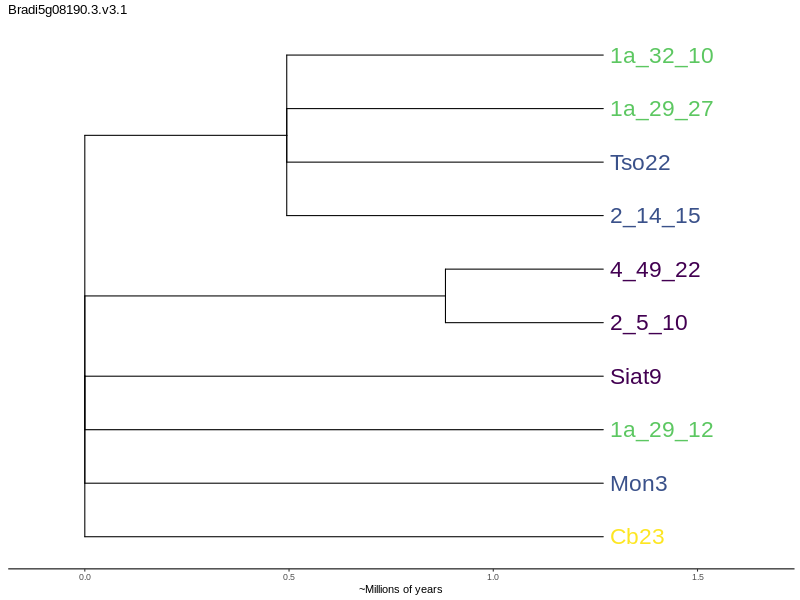 Bradi5g08190.3.v3.1
1a_32_10
1a_29_27
Tso22
2_14_15
4_49_22
2_5_10
Siat9
1a_29_12
Mon3
Cb23
0.0 0.5 1.0 1.5
~Millions of years